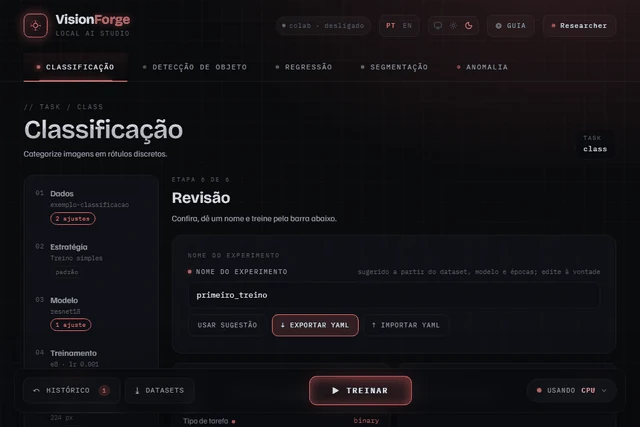 VisionForge
LOCAL AI STUDIO
colab · desligado
PT EN
GUIA
Researcher
CLASSIFICAÇÃO
DETECÇÃO DE OBJETO
REGRESSÃO
SEGMENTAÇÃO
ANOMALIA
// TASK / CLASS
Classificação
Categorize imagens em rótulos discretos.
TASK
class
01 Dados
exemplo-classificacao
2 ajustes
02 Estratégia
Treino simples
padrão
03 Modelo
resnet18
1 ajuste
04 Treinamento
e8 · lr 0.001
224 px
ETAPA 6 DE 6
Revisão
Confira, dê um nome e treine pela barra abaixo.
NOME DO EXPERIMENTO
NOME DO EXPERIMENTO
sugerido a partir do dataset, modelo e épocas; edite à vontade
primeiro_treino
USAR SUGESTÃO
↓ EXPORTAR YAML
↑ IMPORTAR YAML
Tipo de tarefa
binary
HISTÓRICO 1
DATASETS
TREINAR
USANDO CPU